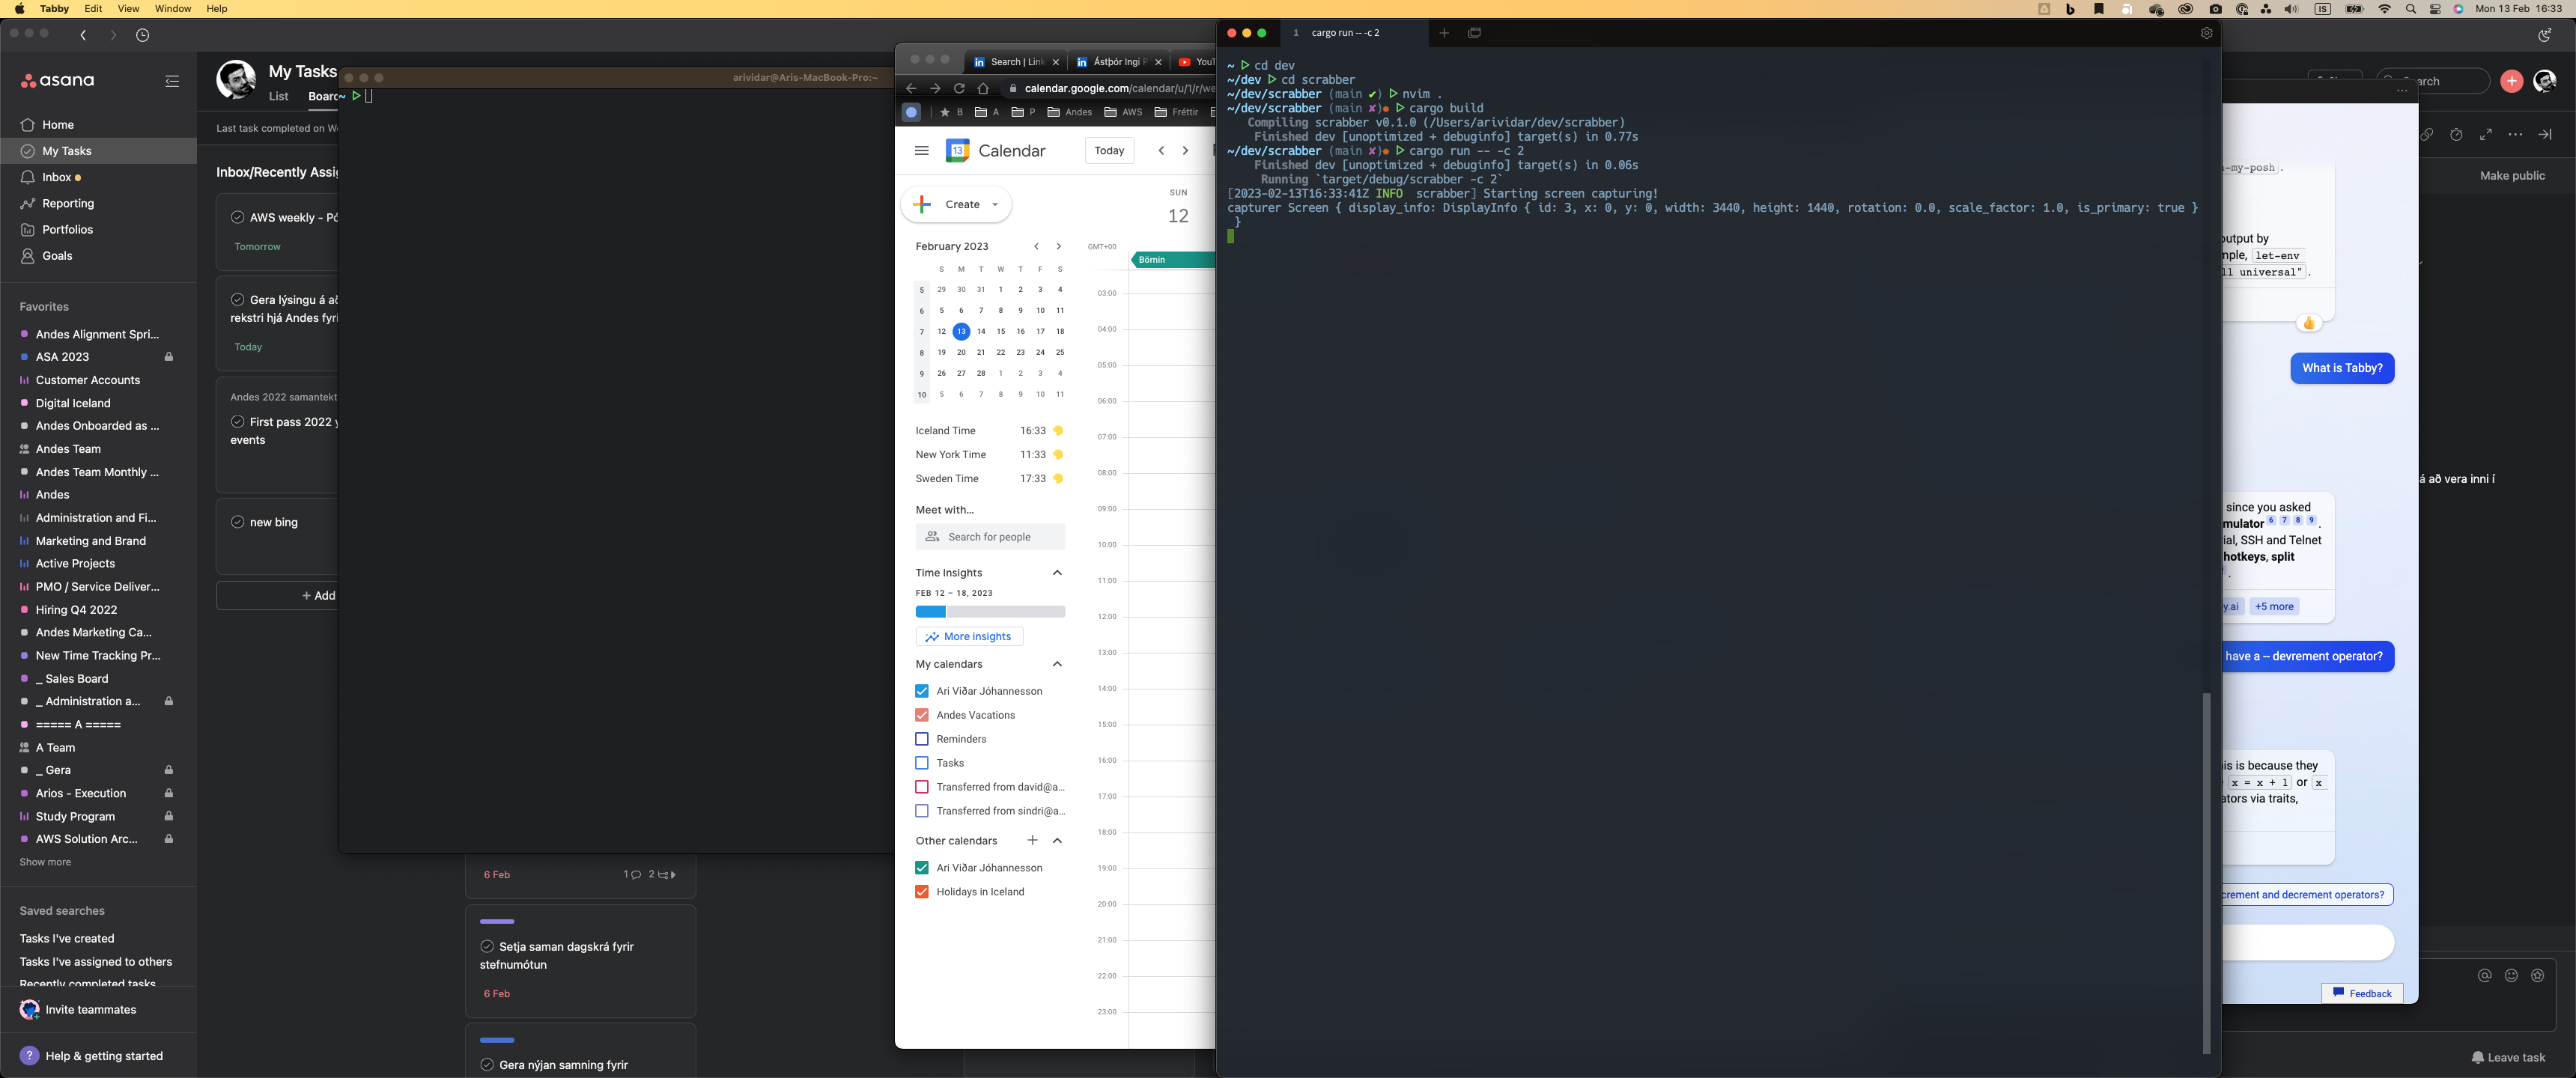 Tabby Edit View Window Help
IS Mon 13 Feb 16:33
asana
Home
My Tasks
Inbox
Reporting
Portfolios
Goals
Favorites
Andes Alignment Spri...
ASA 2023
Customer Accounts
Digital Iceland
Andes Onboarded as ...
Andes Team
Andes Team Monthly ...
Andes
Administration and Fi...
Marketing and Brand
Active Projects
PMO / Service Deliver...
Hiring Q4 2022
Andes Marketing Ca...
New Time Tracking Pr...
_ Sales Board
_ Administration a...
===== A =====
A Team
_ Gera
Arios - Execution
Study Program
AWS Solution Arc...
Show more
Saved searches
Tasks I've created
Tasks I've assigned to others
Recently completed tasks
Invite teammates
? Help & getting started
My Tasks
List Board
Last task completed on We
Inbox/Recently Assig
AWS weekly - Pó
Tomorrow
Gera lýsingu á að
rekstri hjá Andes fyri
Today
Andes 2022 samantekt
First pass 2022 y
events
new bing
+ Add
6 Feb 1 2
Setja saman dagskrá fyrir
stefnumótun
6 Feb
Gera nýjan samning fyrir
arividar@Aris-MacBook-Pro:~
~ ▷
Search | Link
Ástþór Ingi P
YouT
calendar.google.com/calendar/u/1/r/we
B A P Andes AWS Fréttir
13 Calendar Today
Create
SUN
12
February 2023
S M T W T F S
5 29 30 31 1 2 3 4
6 5 6 7 8 9 10 11
7 12 13 14 15 16 17 18
8 19 20 21 22 23 24 25
9 26 27 28 1 2 3 4
10 5 6 7 8 9 10 11
Iceland Time 16:33
New York Time 11:33
Sweden Time 17:33
Meet with...
Search for people
Time Insights
FEB 12 – 18, 2023
More insights
My calendars
Ari Viðar Jóhannesson
Andes Vacations
Reminders
Tasks
Transferred from david@a...
Transferred from sindri@a...
Other calendars
Ari Viðar Jóhannesson
Holidays in Iceland
GMT+00
Börnin
03:00
04:00
05:00
06:00
07:00
08:00
09:00
10:00
11:00
12:00
13:00
14:00
15:00
16:00
17:00
18:00
19:00
20:00
21:00
22:00
23:00
1 cargo run -- -c 2
~ ▷ cd dev
~/dev ▷ cd scrabber
~/dev/scrabber (main ✔) ▷ nvim .
~/dev/scrabber (main ✘)● ▷ cargo build
Compiling scrabber v0.1.0 (/Users/arividar/dev/scrabber)
Finished dev [unoptimized + debuginfo] target(s) in 0.77s
~/dev/scrabber (main ✘)● ▷ cargo run -- -c 2
Finished dev [unoptimized + debuginfo] target(s) in 0.06s
Running `target/debug/scrabber -c 2`
[2023-02-13T16:33:41Z INFO scrabber] Starting screen capturing!
capturer Screen { display_info: DisplayInfo { id: 3, x: 0, y: 0, width: 3440, height: 1440, rotation: 0.0, scale_factor: 1.0, is_primary: true }
}
-my-posh.
output by
mple, let-env
ll universal".
What is Tabby?
since you asked
mulator 6 7 8 9.
ial, SSH and Telnet
hotkeys, split
y.ai +5 more
have a -- devrement operator?
his is because they
x = x + 1 or x
ators via traits,
crement and decrement operators?
Feedback
arch
Make public
á að vera inni í
Leave task